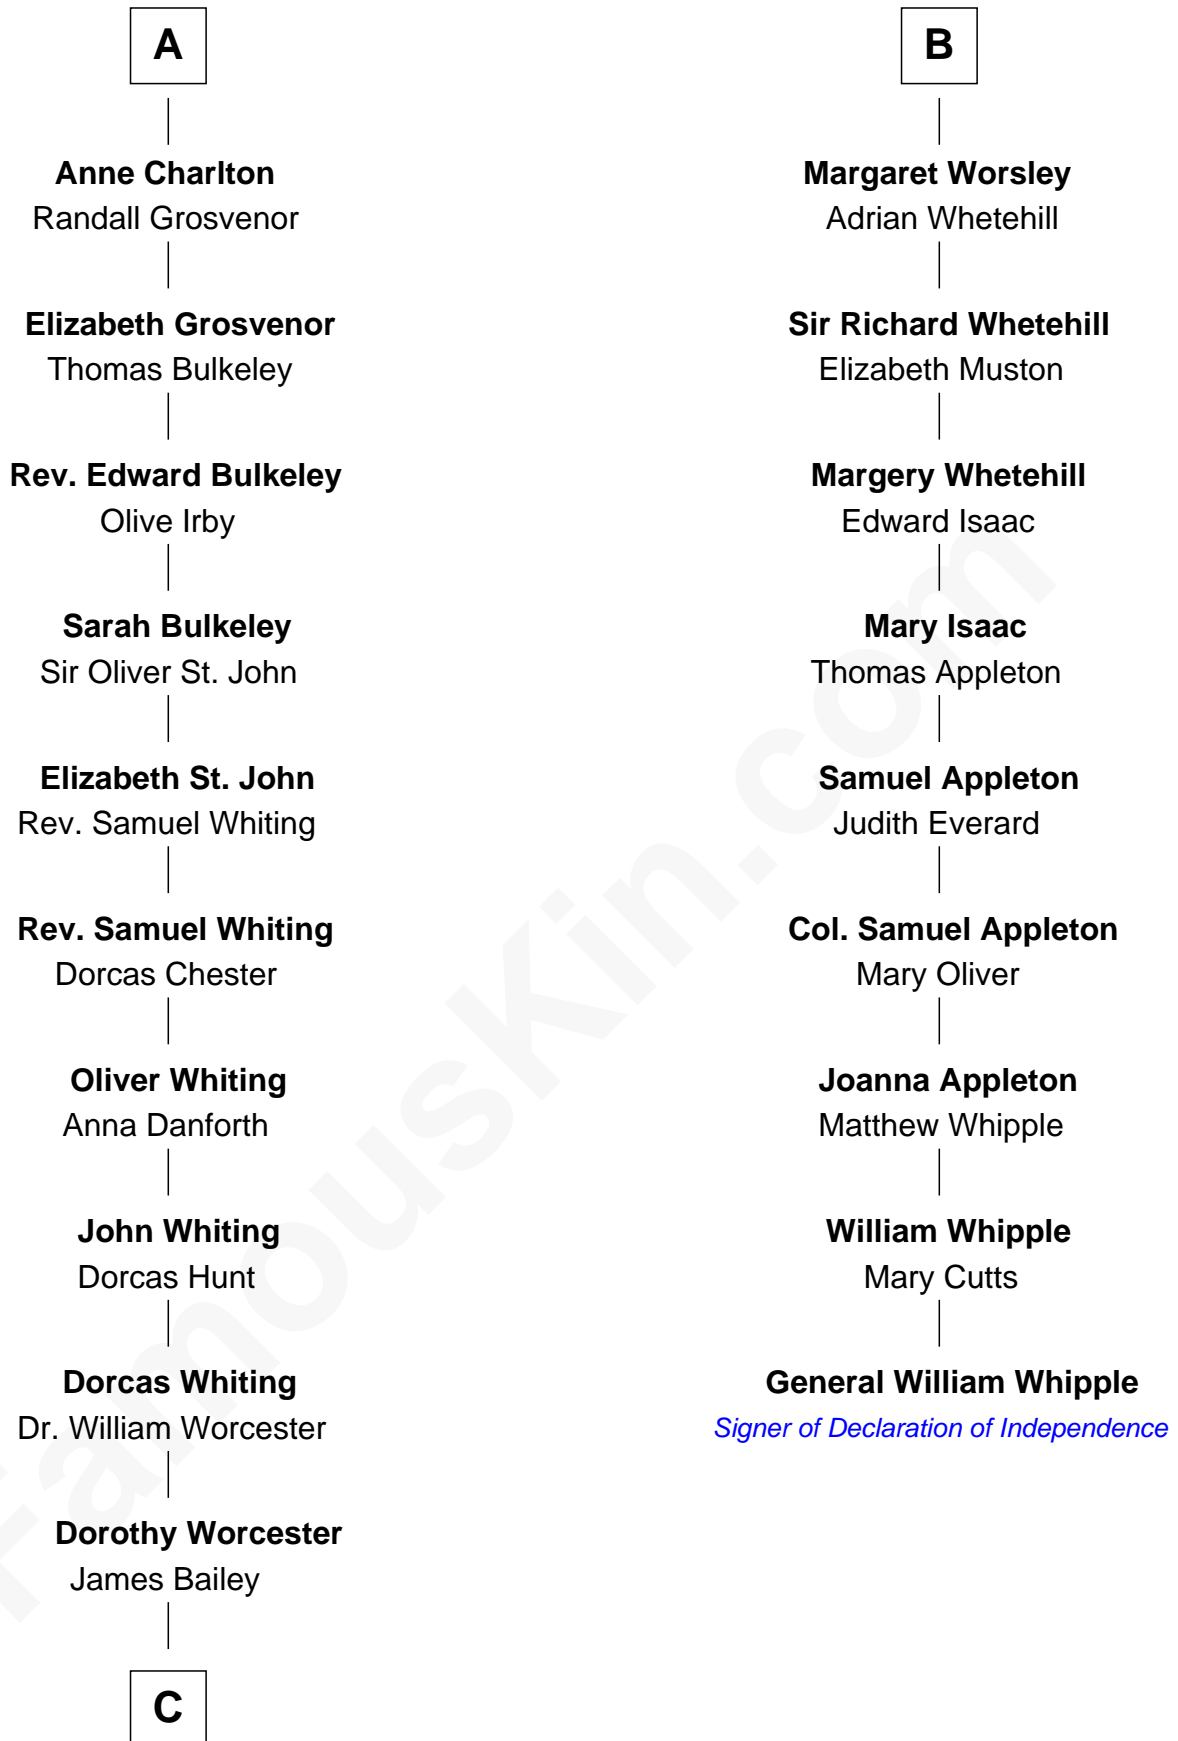 A
Anne Charlton
Randall Grosvenor
Elizabeth Grosvenor
Thomas Bulkeley
Rev. Edward Bulkeley
Olive Irby
Sarah Bulkeley
Sir Oliver St. John
Elizabeth St. John
Rev. Samuel Whiting
Rev. Samuel Whiting
Dorcas Chester
Oliver Whiting
Anna Danforth
John Whiting
Dorcas Hunt
Dorcas Whiting
Dr. William Worcester
Dorothy Worcester
James Bailey
C
B
Margaret Worsley
Adrian Whetehill
Sir Richard Whetehill
Elizabeth Muston
Margery Whetehill
Edward Isaac
Mary Isaac
Thomas Appleton
Samuel Appleton
Judith Everard
Col. Samuel Appleton
Mary Oliver
Joanna Appleton
Matthew Whipple
William Whipple
Mary Cutts
General William Whipple
Signer of Declaration of Independence
FamousKin.com